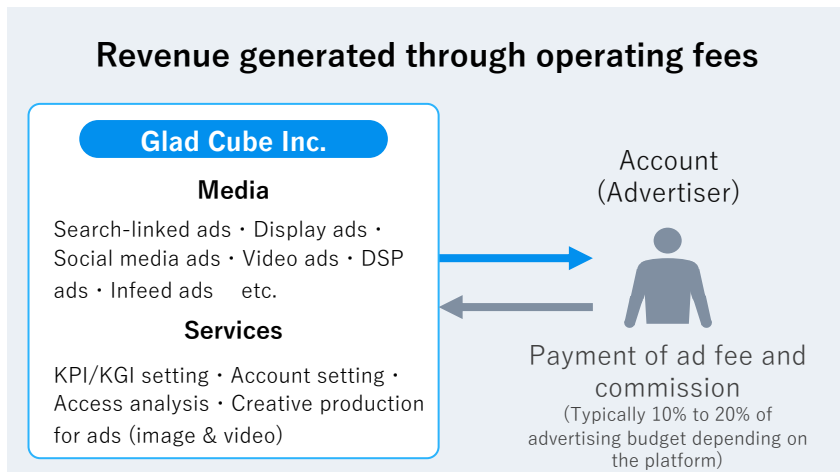 Revenue generated through operating fees
Glad Cube Inc.
Media
Search-linked ads・Display ads・
Social media ads・Video ads・DSP
ads・Infeed ads　etc.
Services
KPI/KGI setting・Account setting・
Access analysis・Creative production
for ads (image & video)
Account
(Advertiser)
Payment of ad fee and
commission
(Typically 10% to 20% of
advertising budget depending on
the platform)